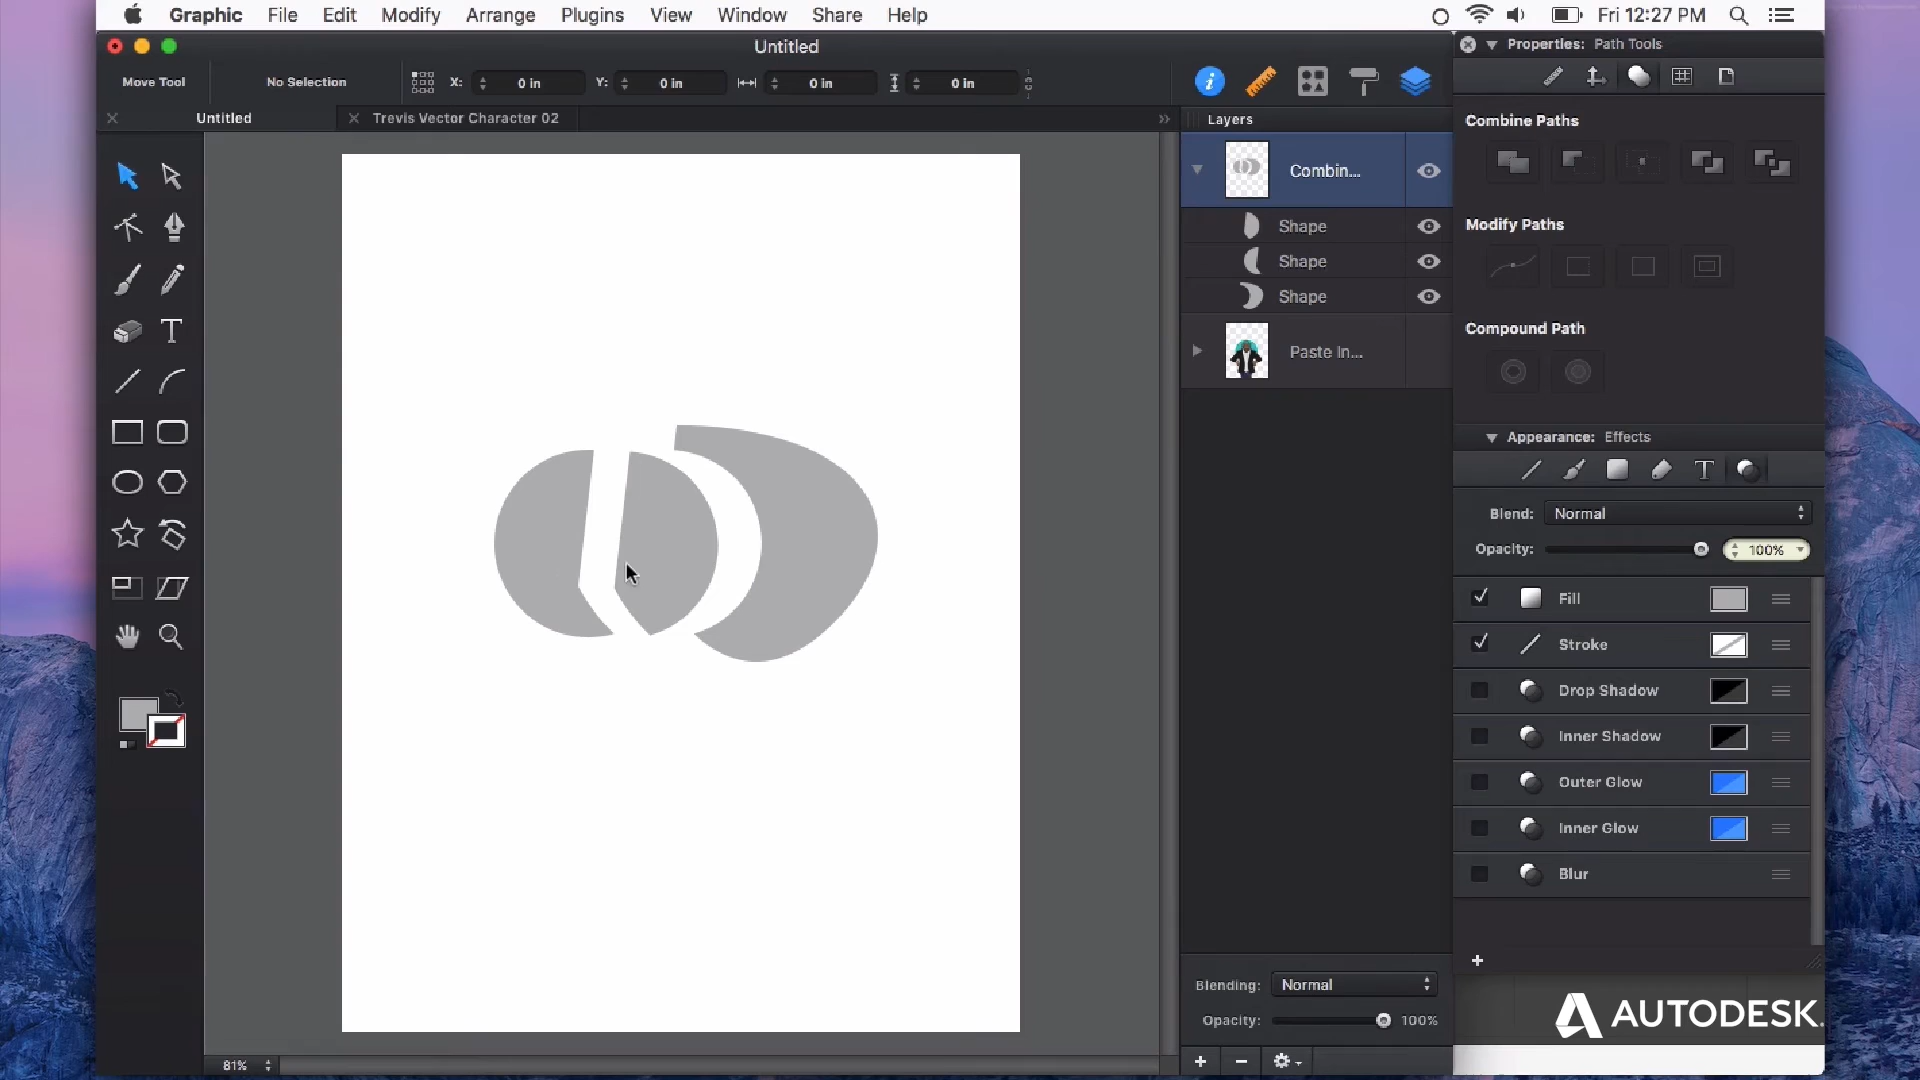 Graphic File Edit Modify Arrange Plugins View Window Share Help Fri 12:27 PM
Untitled
Properties: Path Tools
Move Tool No Selection X: 0 in Y: 0 in 0 in 0 in
Untitled Trevis Vector Character 02
Layers
Combine Paths
Combin...
Shape
Shape
Shape
Modify Paths
Compound Path
Paste In...
Appearance: Effects
Blend: Normal
Opacity: 100%
Fill
Stroke
Drop Shadow
Inner Shadow
Outer Glow
Inner Glow
Blur
Blending: Normal
Opacity: 100%
AUTODESK.
81%